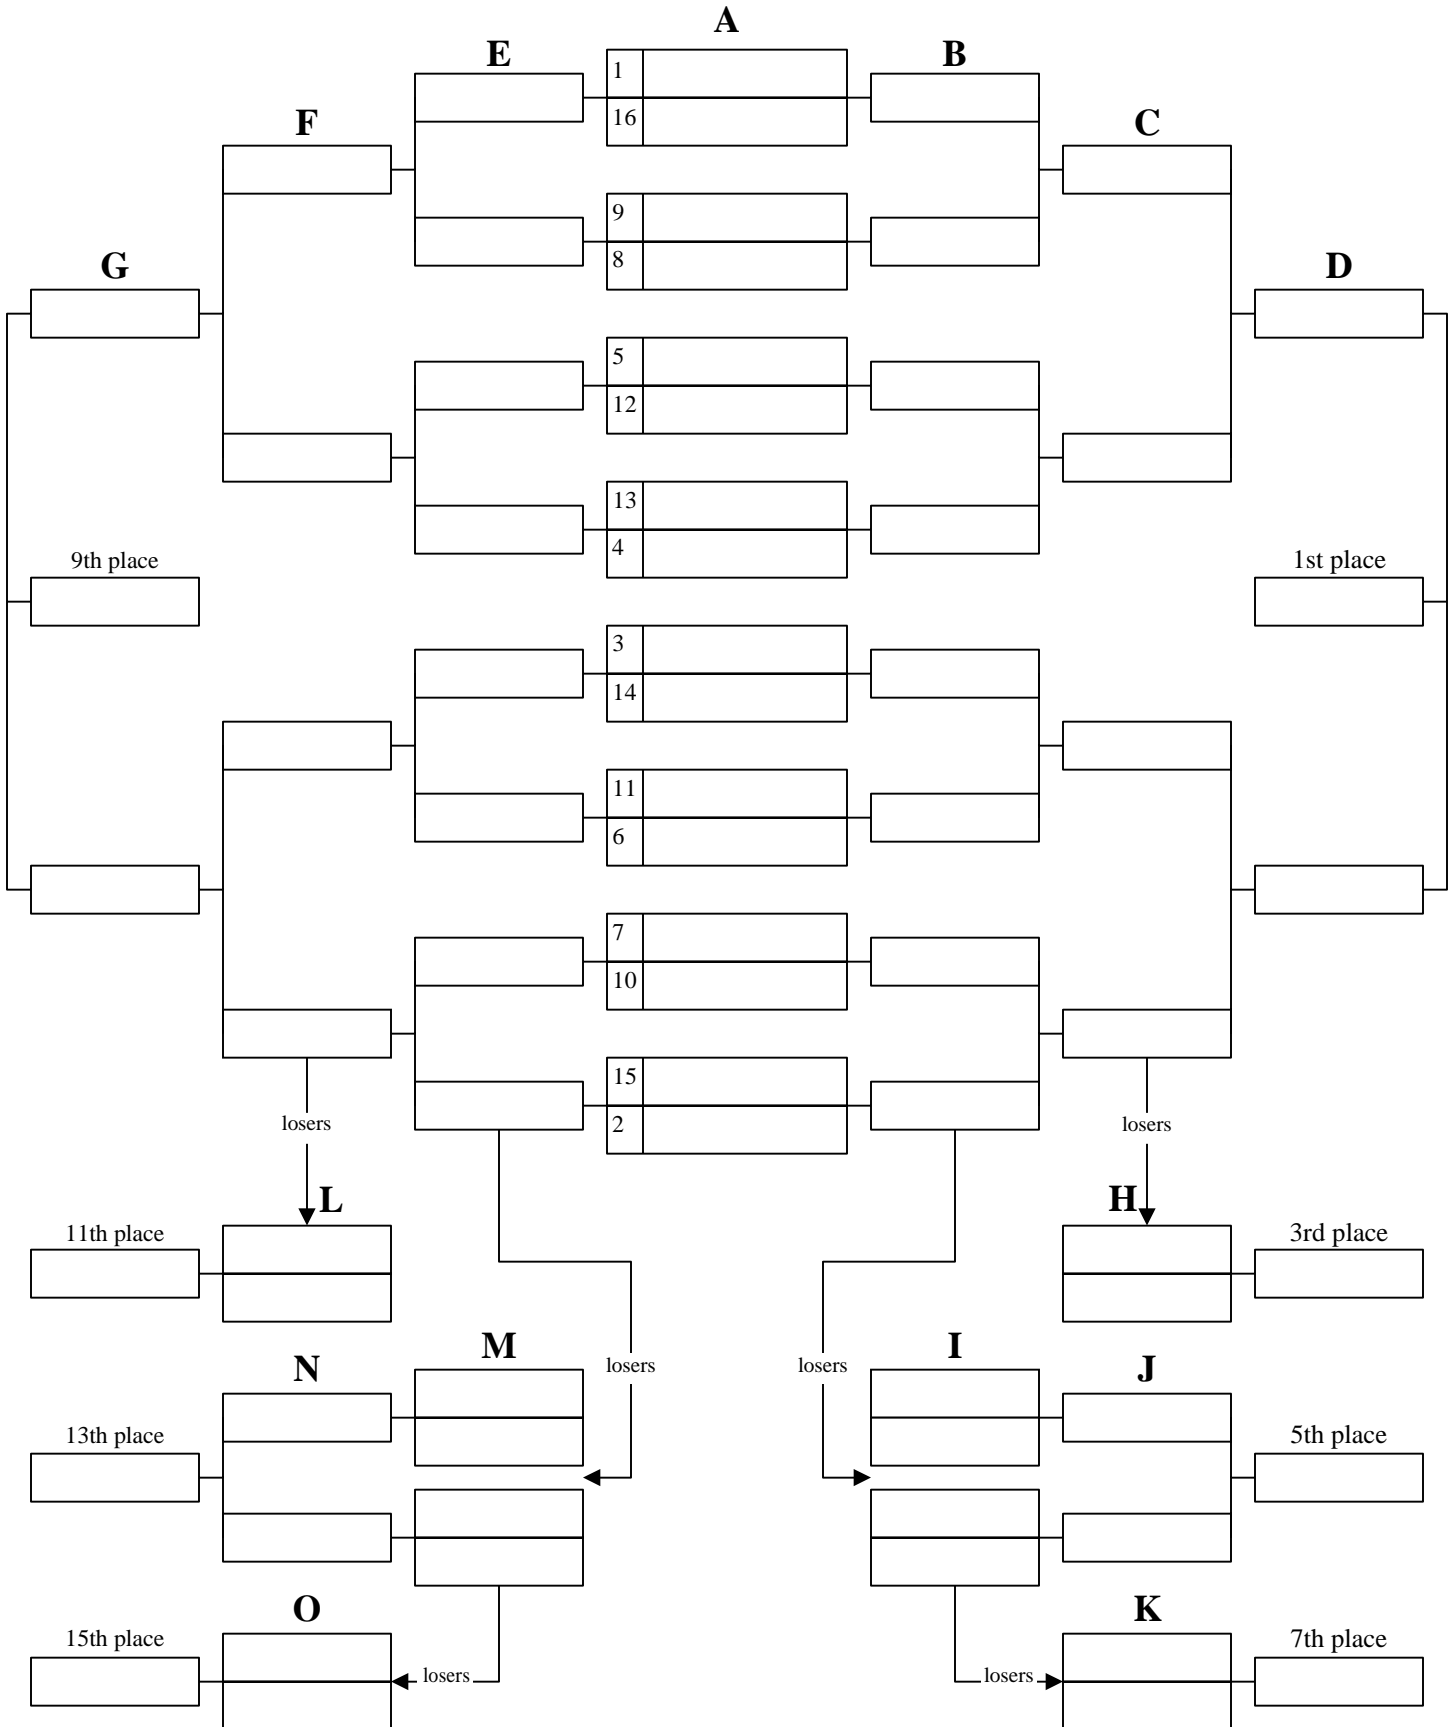 A
E
B
1
16
F
C
9
8
G
D
5
12
13
4
9th place
1st place
3
14
11
6
7
10
15
2
losers
losers
L
H
11th place
3rd place
M
I
losers
losers
N
J
13th place
5th place
O
K
15th place
7th place
losers
losers